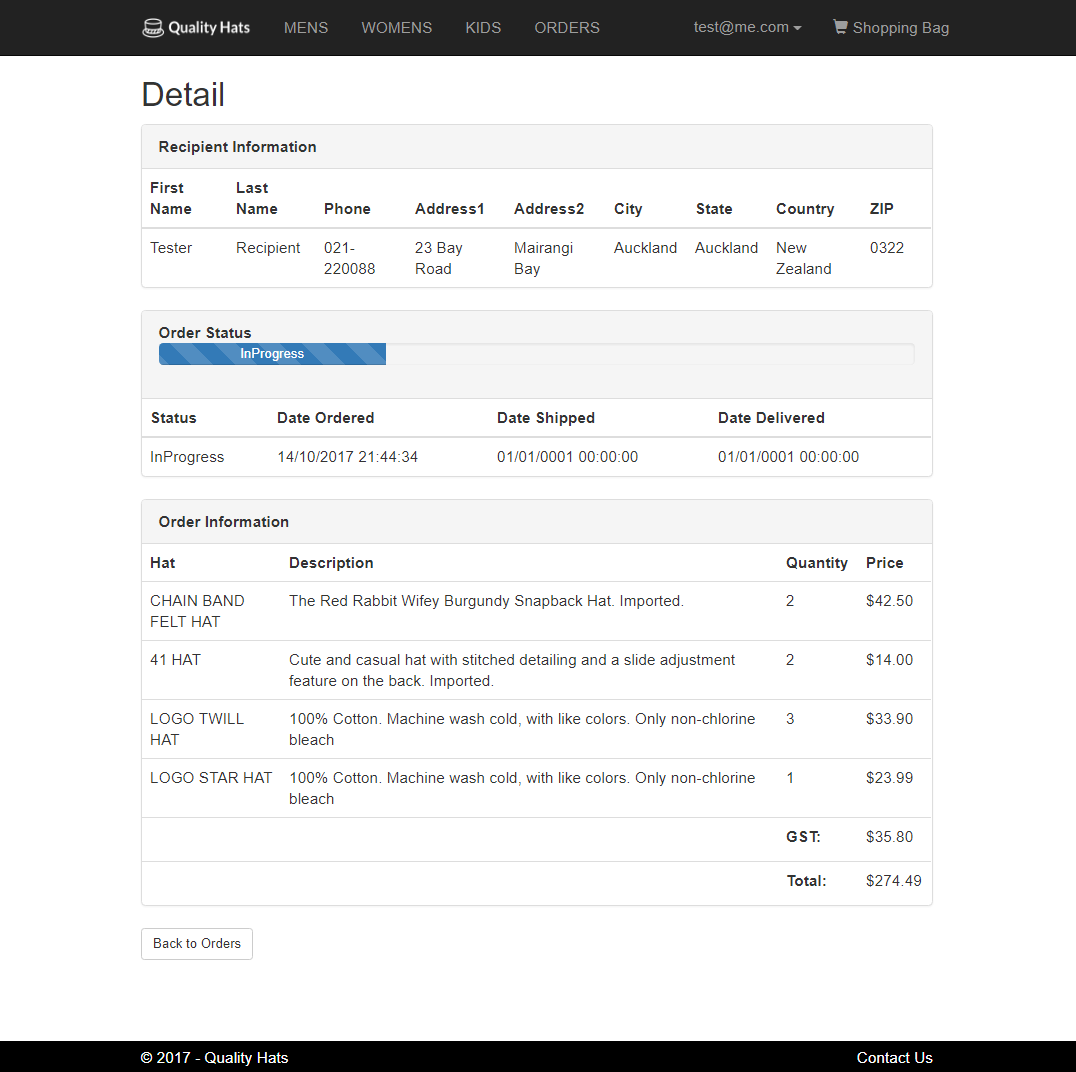 Quality Hats MENS WOMENS KIDS ORDERS test@me.com Shopping Bag
Detail
Recipient Information
First Name Last Name Phone Address1 Address2 City State Country ZIP
Tester Recipient 021-220088 23 Bay Road Mairangi Bay Auckland Auckland New Zealand 0322
Order Status
InProgress
Status Date Ordered Date Shipped Date Delivered
InProgress 14/10/2017 21:44:34 01/01/0001 00:00:00 01/01/0001 00:00:00
Order Information
Hat Description Quantity Price
CHAIN BAND FELT HAT The Red Rabbit Wifey Burgundy Snapback Hat. Imported. 2 $42.50
41 HAT Cute and casual hat with stitched detailing and a slide adjustment feature on the back. Imported. 2 $14.00
LOGO TWILL HAT 100% Cotton. Machine wash cold, with like colors. Only non-chlorine bleach 3 $33.90
LOGO STAR HAT 100% Cotton. Machine wash cold, with like colors. Only non-chlorine bleach 1 $23.99
GST: $35.80
Total: $274.49
Back to Orders
© 2017 - Quality Hats Contact Us